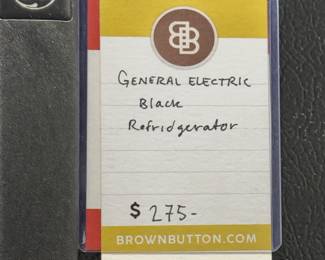 BB
GENERAL ELECTRIC
Black
Refridgerator
$ 275-
BROWNBUTTON.COM